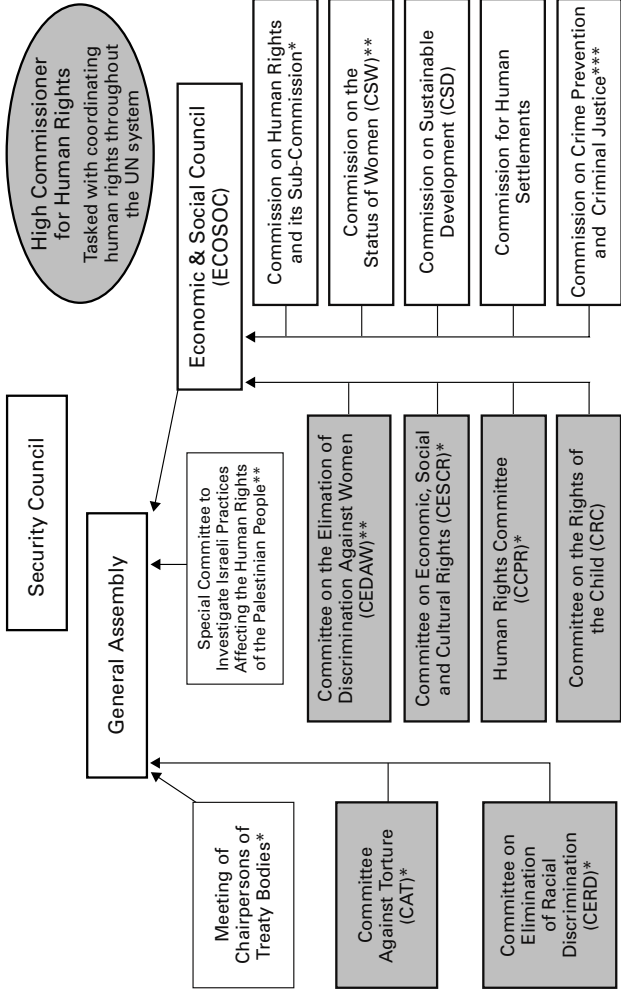 Security Council
High Commissioner
for Human Rights
Tasked with coordinating
human rights throughout
the UN system
General Assembly
Economic & Social Council
(ECOSOC)
Meeting of
Chairpersons of
Treaty Bodies*
Special Committee to
Investigate Israeli Practices
Affecting the Human Rights
of the Palestinian People**
Committee
Against Torture
(CAT)*
Committee on
Elimination
of Racial
Discrimination
(CERD)*
Committee on the Elimation of
Discrimination Against Women
(CEDAW)**
Committee on Economic, Social
and Cultural Rights (CESCR)*
Human Rights Committee
(CCPR)*
Committee on the Rights of
the Child (CRC)
Commission on Human Rights
and its Sub-Commission*
Commission on the
Status of Women (CSW)**
Commission on Sustainable
Development (CSD)
Commission for Human
Settlements
Commission on Crime Prevention
and Criminal Justice***